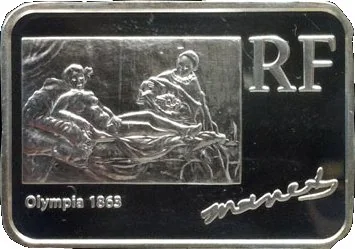 RF
Olympia 1863
manet